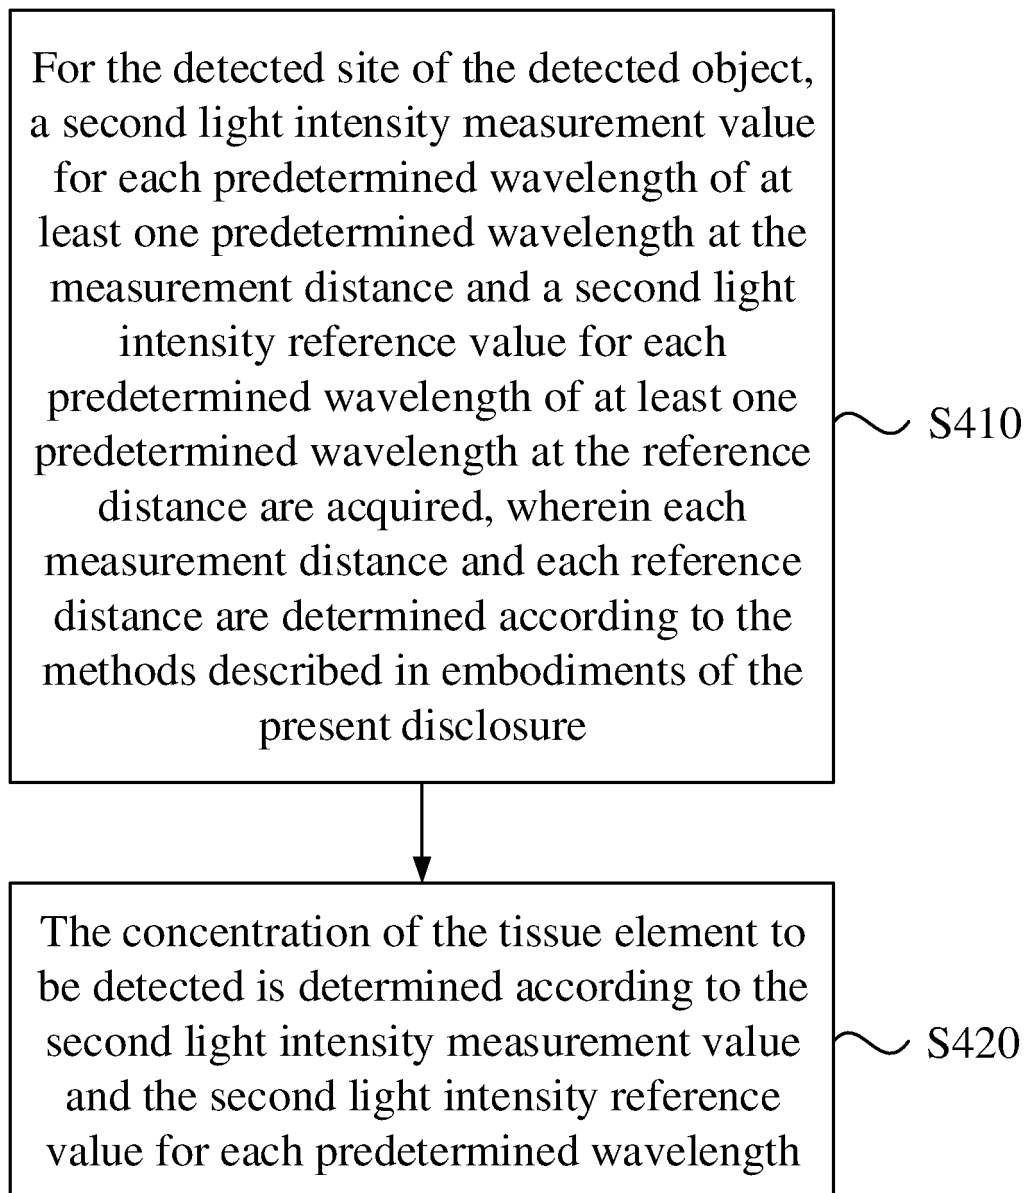 For the detected site of the detected object,
a second light intensity measurement value
for each predetermined wavelength of at
least one predetermined wavelength at the
measurement distance and a second light
intensity reference value for each
predetermined wavelength of at least one
predetermined wavelength at the reference
distance are acquired, wherein each
measurement distance and each reference
distance are determined according to the
methods described in embodiments of the
present disclosure
S410
The concentration of the tissue element to
be detected is determined according to the
second light intensity measurement value
and the second light intensity reference
value for each predetermined wavelength
S420